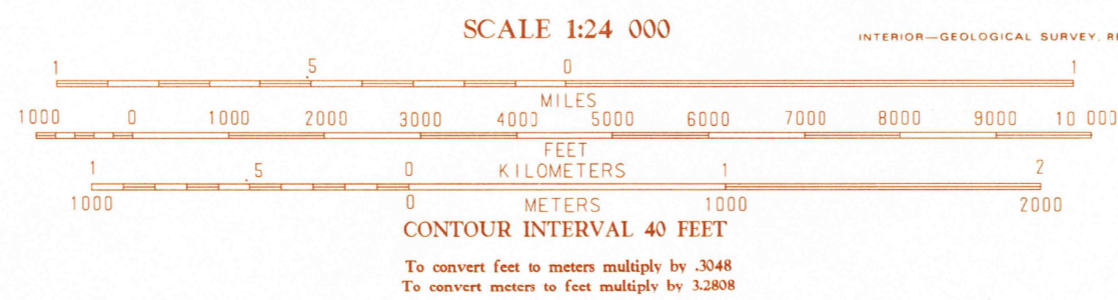 SCALE 1:24 000
INTERIOR—GEOLOGICAL SURVEY,
1 .5 0 1
MILES
1000 0 1000 2000 3000 4000 5000 6000 7000 8000 9000 10 000
FEET
1 .5 0 KILOMETERS 1 2
1000 0 METERS 1000 2000
CONTOUR INTERVAL 40 FEET
To convert feet to meters multiply by .3048
To convert meters to feet multiply by 3.2808